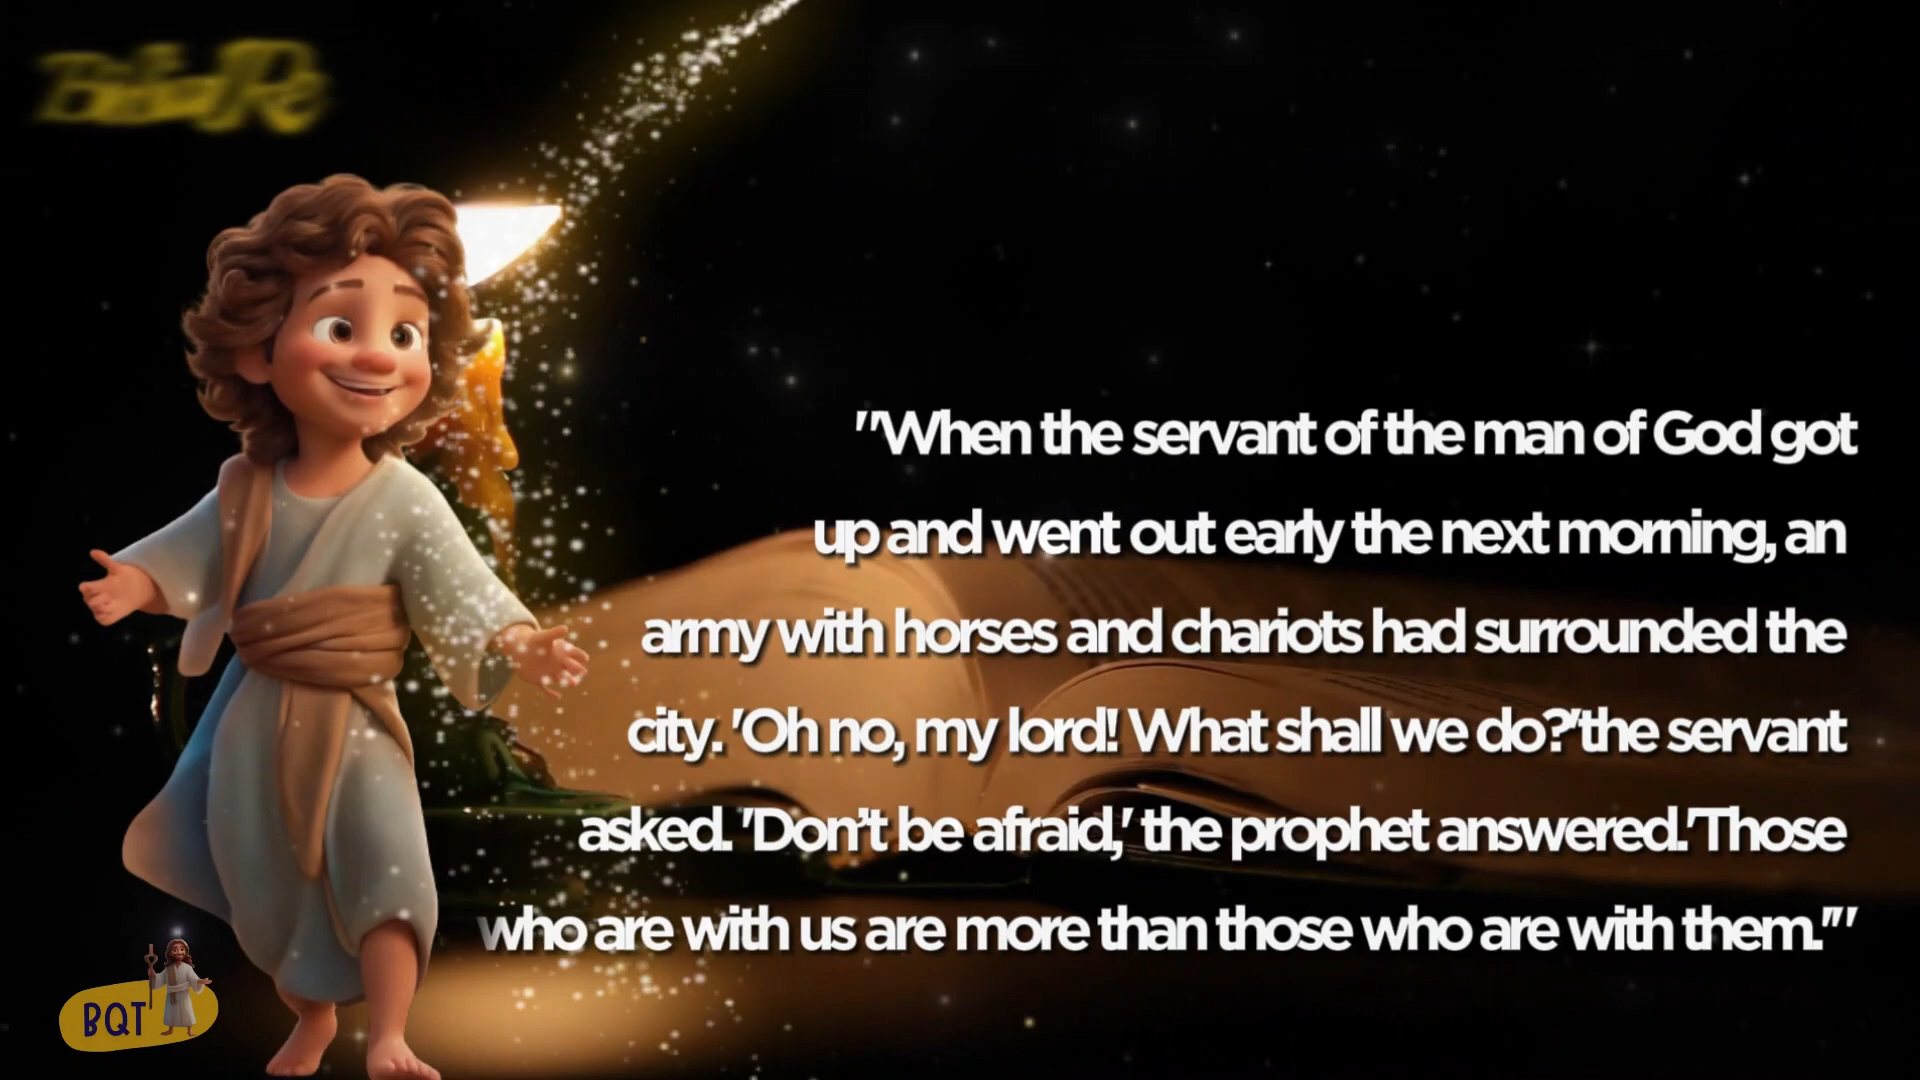 "When the servant of the man of God got
up and went out early the next morning, an
army with horses and chariots had surrounded the
city. 'Oh no, my lord! What shall we do?' the servant
asked. 'Don't be afraid,' the prophet answered. 'Those
who are with us are more than those who are with them.'"
BQT